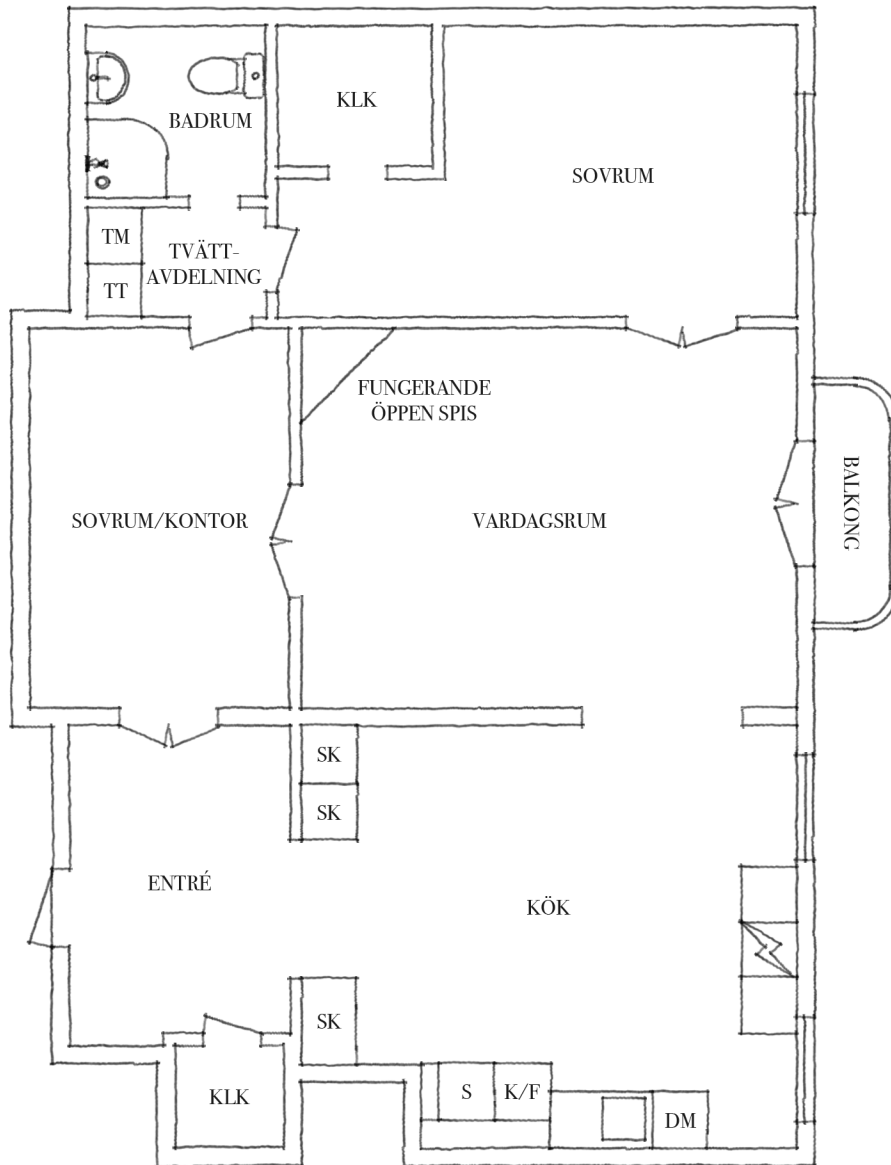 KLK
BADRUM
SOVRUM
TM
TVÄTT-
AVDELNING
TT
FUNGERANDE
ÖPPEN SPIS
BALKONG
SOVRUM/KONTOR
VARDAGSRUM
SK
SK
ENTRÉ
KÖK
SK
KLK
S
K/F
DM